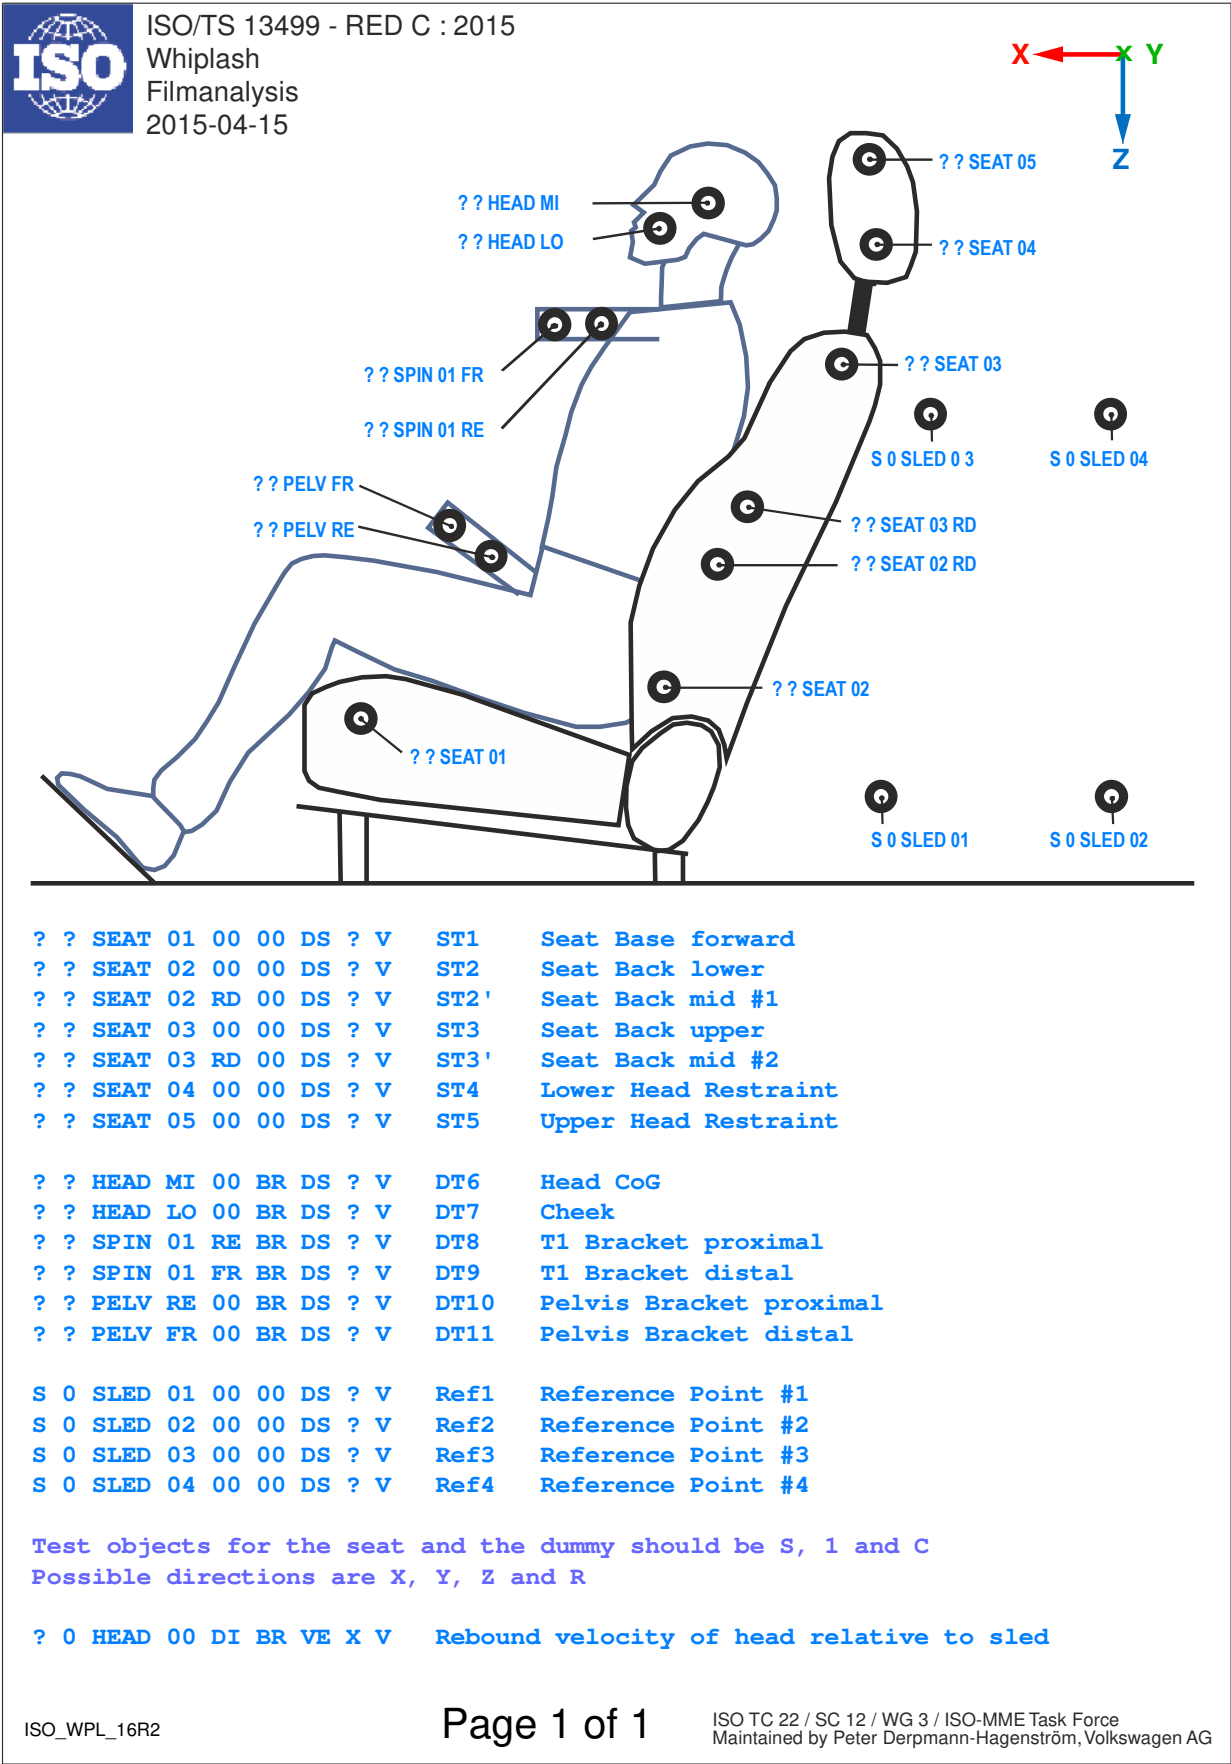 ISO
ISO/TS 13499 - RED C : 2015
Whiplash
Filmanalysis
2015-04-15
X
x Y
Z
? ? SEAT 05
? ? HEAD MI
? ? HEAD LO
? ? SEAT 04
? ? SPIN 01 FR
? ? SEAT 03
? ? SPIN 01 RE
S 0 SLED 0 3
S 0 SLED 04
? ? PELV FR
? ? PELV RE
? ? SEAT 03 RD
? ? SEAT 02 RD
? ? SEAT 02
? ? SEAT 01
S 0 SLED 01
S 0 SLED 02
? ? SEAT 01 00 00 DS ? V ST1 Seat Base forward
? ? SEAT 02 00 00 DS ? V ST2 Seat Back lower
? ? SEAT 02 RD 00 DS ? V ST2' Seat Back mid #1
? ? SEAT 03 00 00 DS ? V ST3 Seat Back upper
? ? SEAT 03 RD 00 DS ? V ST3' Seat Back mid #2
? ? SEAT 04 00 00 DS ? V ST4 Lower Head Restraint
? ? SEAT 05 00 00 DS ? V ST5 Upper Head Restraint
? ? HEAD MI 00 BR DS ? V DT6 Head CoG
? ? HEAD LO 00 BR DS ? V DT7 Cheek
? ? SPIN 01 RE BR DS ? V DT8 T1 Bracket proximal
? ? SPIN 01 FR BR DS ? V DT9 T1 Bracket distal
? ? PELV RE 00 BR DS ? V DT10 Pelvis Bracket proximal
? ? PELV FR 00 BR DS ? V DT11 Pelvis Bracket distal
S 0 SLED 01 00 00 DS ? V Ref1 Reference Point #1
S 0 SLED 02 00 00 DS ? V Ref2 Reference Point #2
S 0 SLED 03 00 00 DS ? V Ref3 Reference Point #3
S 0 SLED 04 00 00 DS ? V Ref4 Reference Point #4
Test objects for the seat and the dummy should be S, 1 and C
Possible directions are X, Y, Z and R
? 0 HEAD 00 DI BR VE X V Rebound velocity of head relative to sled
ISO_WPL_16R2
Page 1 of 1
ISO TC 22 / SC 12 / WG 3 / ISO-MME Task Force
Maintained by Peter Derpmann-Hagenström, Volkswagen AG